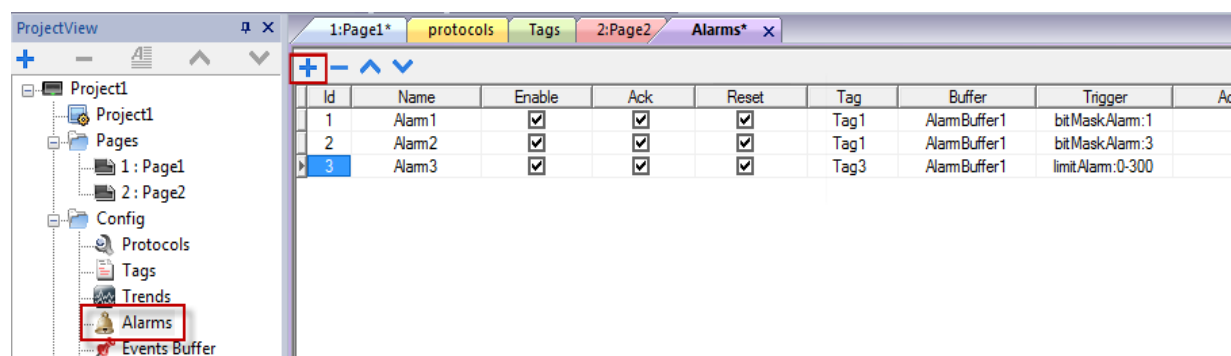 ProjectView
1:Page1* protocols Tags 2:Page2 Alarms*
Id Name Enable Ack Reset Tag Buffer Trigger
1 Alarm1 Tag1 AlarmBuffer1 bitMaskAlarm:1
2 Alarm2 Tag1 AlarmBuffer1 bitMaskAlarm:3
3 Alarm3 Tag3 AlarmBuffer1 limitAlarm:0-300
Project1
Project1
Pages
1 : Page1
2 : Page2
Config
Protocols
Tags
Trends
Alarms
Events Buffer